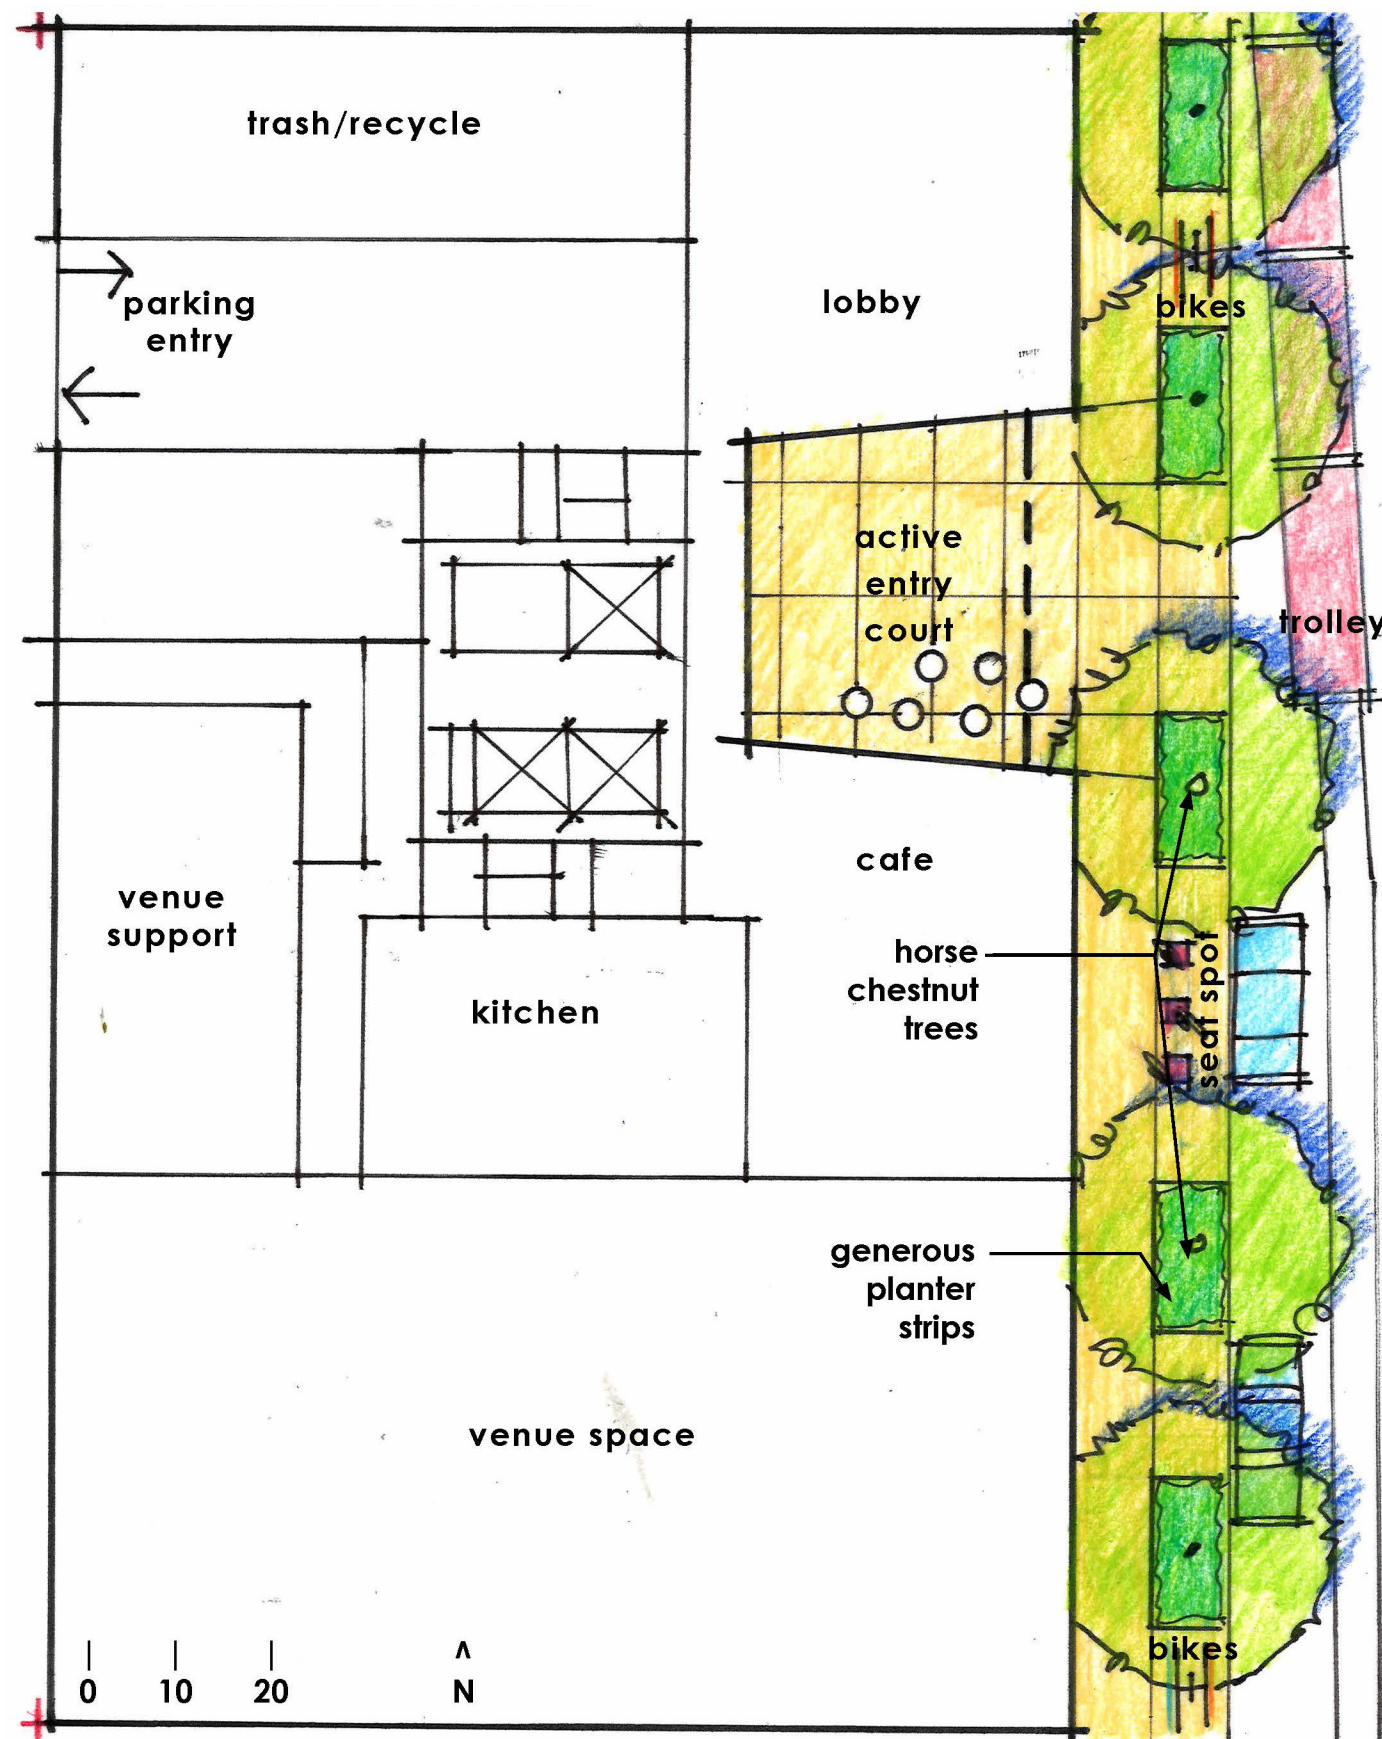 trash/recycle
parking
entry
lobby
bikes
active
entry
court
trolley
cafe
venue
support
horse
chestnut
trees
seat spot
kitchen
generous
planter
strips
venue space
bikes
0 10 20
^
N